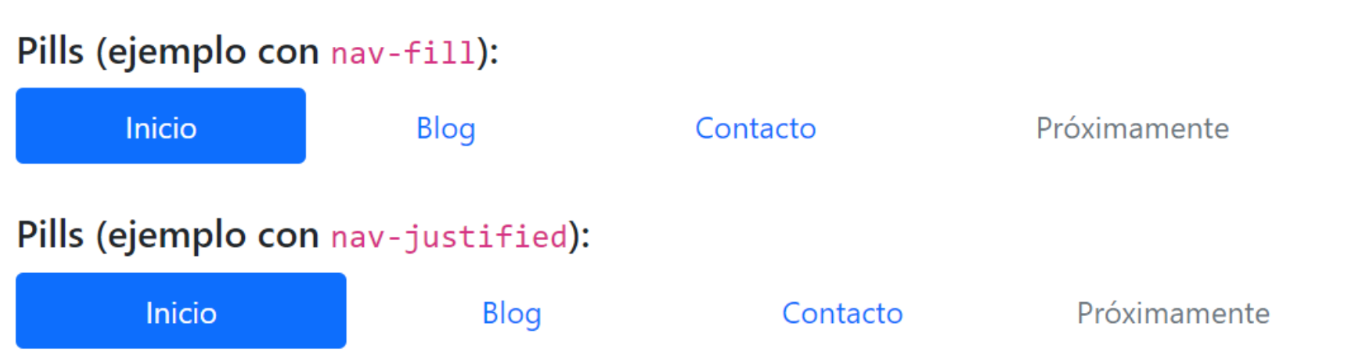 Pills (ejemplo con nav-fill):
Inicio Blog Contacto Próximamente
Pills (ejemplo con nav-justified):
Inicio Blog Contacto Próximamente